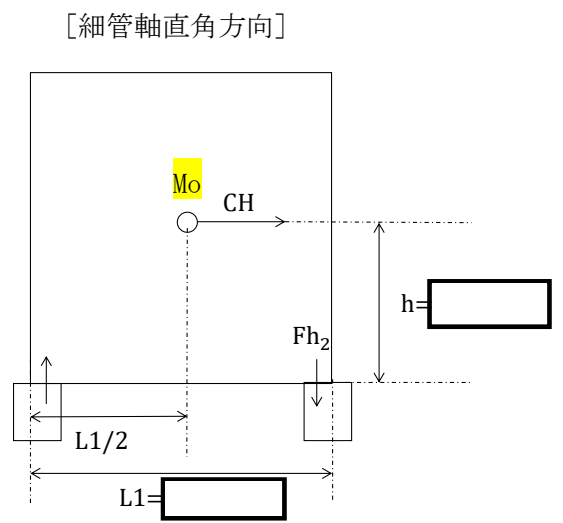 [細管軸直角方向]
Mo
CH
h=
Fh₂
L1/2
L1=